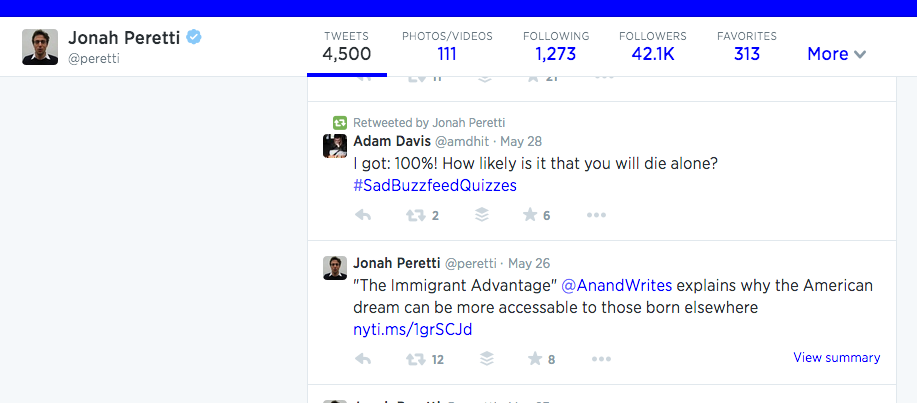 Jonah Peretti
@peretti
TWEETS
4,500
PHOTOS/VIDEOS
111
FOLLOWING
1,273
FOLLOWERS
42.1K
FAVORITES
313
More
11
21
Retweeted by Jonah Peretti
Adam Davis @amdhit · May 28
I got: 100%! How likely is it that you will die alone?
#SadBuzzfeedQuizzes
2
6
Jonah Peretti @peretti · May 26
"The Immigrant Advantage" @AnandWrites explains why the American
dream can be more accessable to those born elsewhere
nyti.ms/1grSCJd
12
8
View summary